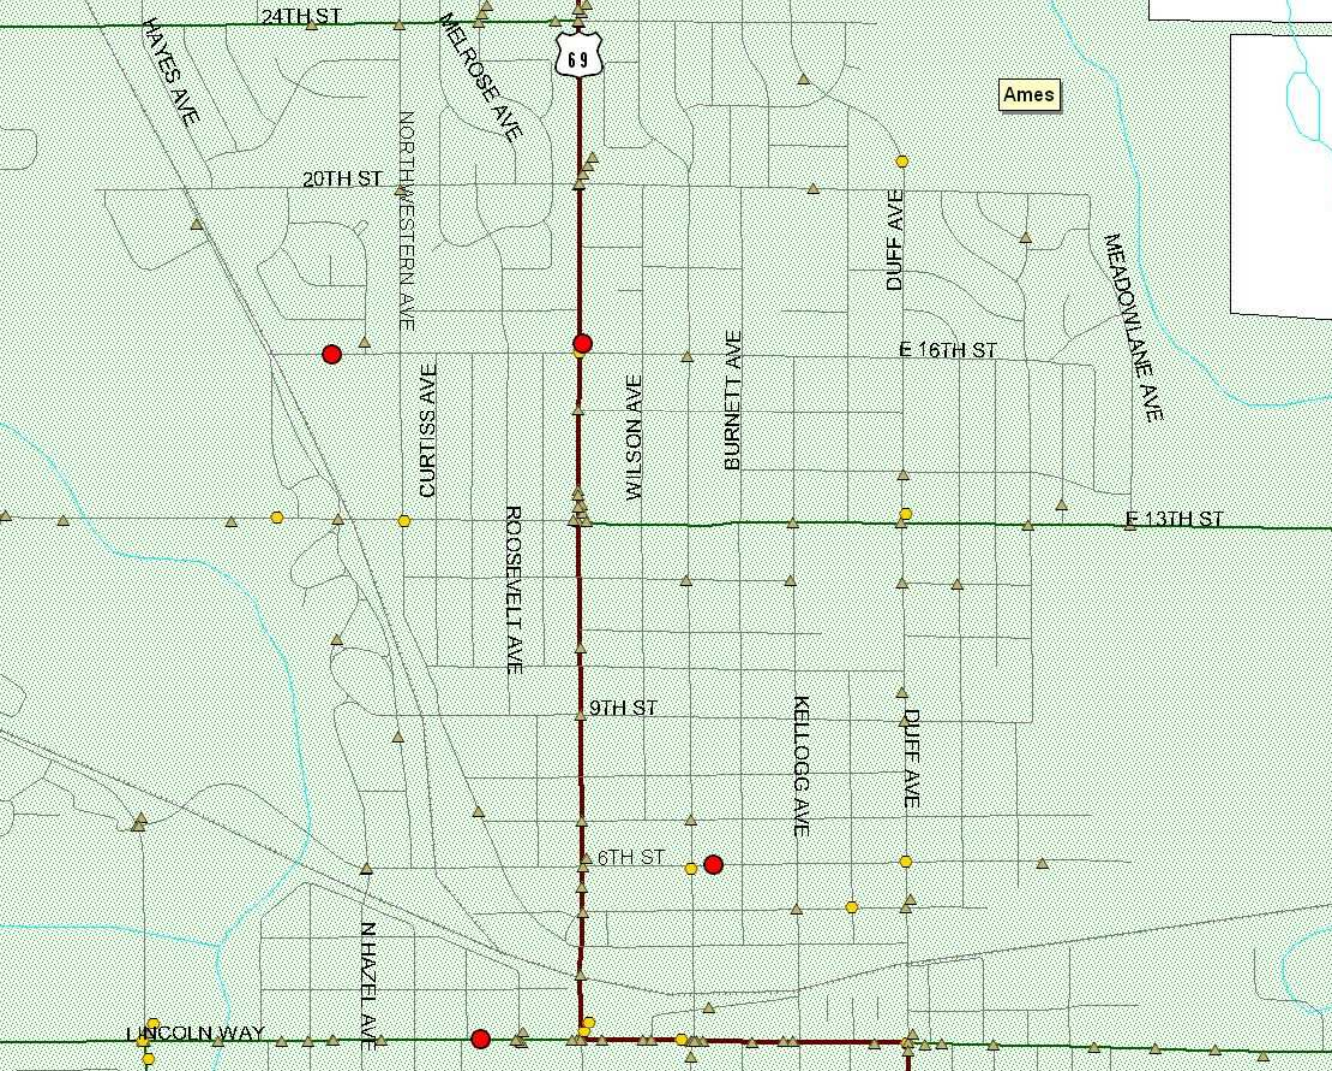 24TH ST
HAYES AVE
MELROSE AVE
69
Ames
NORTHWESTERN AVE
20TH ST
DUFF AVE
MEADOWLANE AVE
E 16TH ST
BURNETT AVE
CURTISS AVE
WILSON AVE
ROOSEVELT AVE
E 13TH ST
9TH ST
KELLOGG AVE
DUFF AVE
6TH ST
N HAZEL AVE
LINCOLN WAY